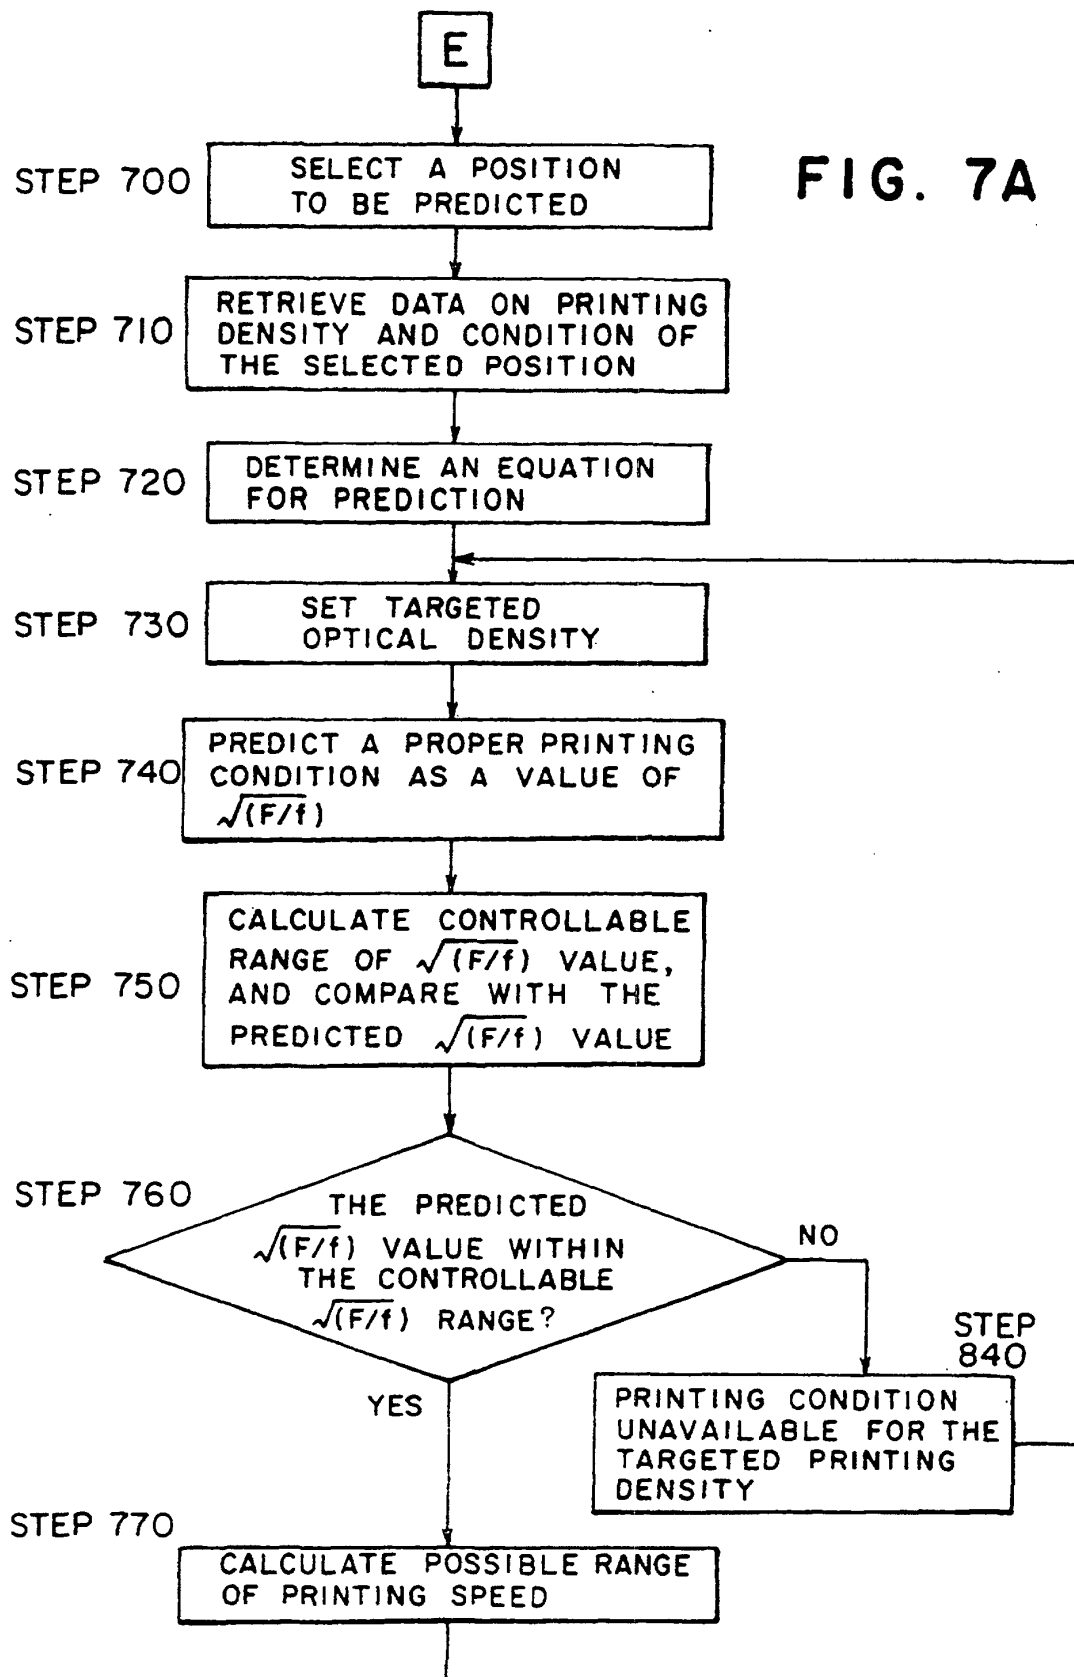 E
FIG. 7A
STEP 700
SELECT A POSITION
TO BE PREDICTED
STEP 710
RETRIEVE DATA ON PRINTING
DENSITY AND CONDITION OF
THE SELECTED POSITION
STEP 720
DETERMINE AN EQUATION
FOR PREDICTION
STEP 730
SET TARGETED
OPTICAL DENSITY
STEP 740
PREDICT A PROPER PRINTING
CONDITION AS A VALUE OF
√(F/f)
STEP 750
CALCULATE CONTROLLABLE
RANGE OF √(F/f) VALUE,
AND COMPARE WITH THE
PREDICTED √(F/f) VALUE
STEP 760
THE PREDICTED
√(F/f) VALUE WITHIN
THE CONTROLLABLE
√(F/f) RANGE?
NO
YES
STEP
840
PRINTING CONDITION
UNAVAILABLE FOR THE
TARGETED PRINTING
DENSITY
STEP 770
CALCULATE POSSIBLE RANGE
OF PRINTING SPEED